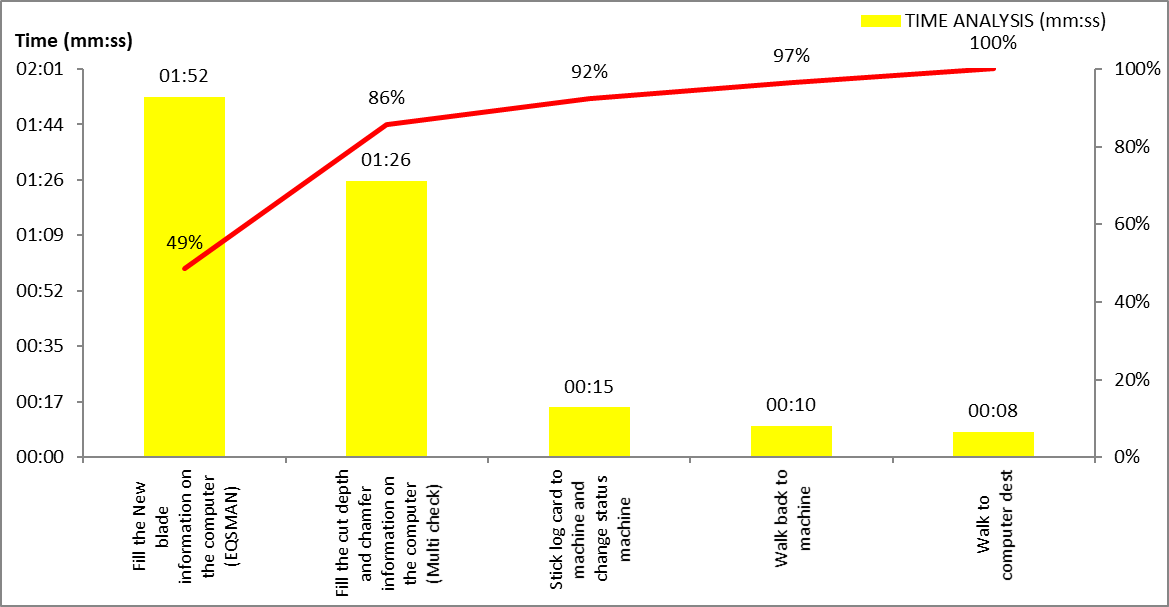 TIME ANALYSIS (mm:ss)
Time (mm:ss)
02:01
01:44
01:26
01:09
00:52
00:35
00:17
00:00
01:52
01:26
00:15
00:10
00:08
49%
86%
92%
97%
100%
100%
80%
60%
40%
20%
0%
Fill the New
blade
information on
the computer
(EQSMAN)
Fill the cut depth
and chamfer
information on
the computer
(Multi check)
Stick log card to
machine and
change status
machine
Walk back to
machine
Walk to
computer dest